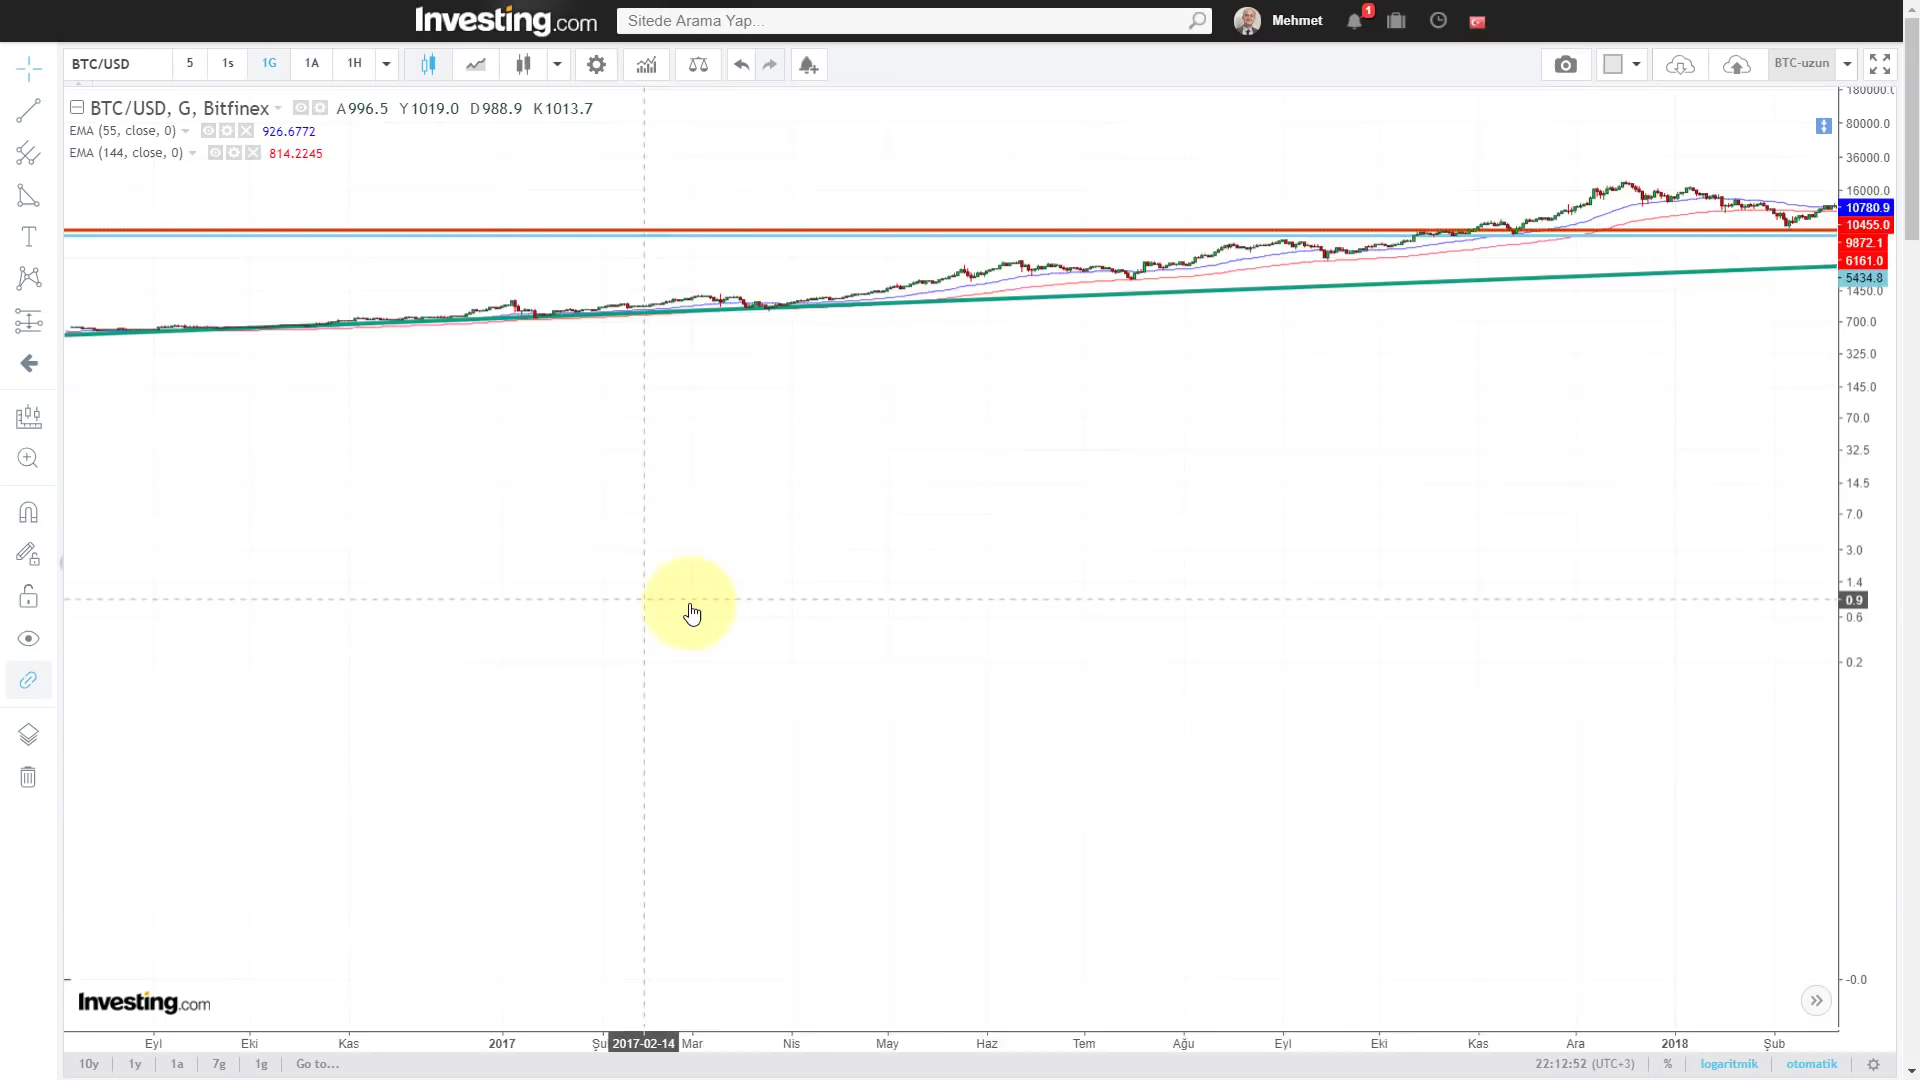 Investing.com
Sitede Arama Yap...
Mehmet
1
BTC/USD
5
1s
1G
1A
1H
BTC-uzun
BTC/USD, G, Bitfinex
A996.5 Y1019.0 D988.9 K1013.7
EMA (55, close, 0)
926.6772
EMA (144, close, 0)
814.2245
180000.0
80000.0
36000.0
16000.0
10780.9
10455.0
9872.1
6161.0
5434.8
1450.0
700.0
325.0
145.0
70.0
32.5
14.5
7.0
3.0
1.4
0.9
0.6
0.2
-0.0
Investing.com
Eyl
Eki
Kas
2017
Şu
2017-02-14
Mar
Nis
May
Haz
Tem
Ağu
Eyl
Eki
Kas
Ara
2018
Şub
10y
1y
1a
7g
1g
Go to...
22:12:52 (UTC+3)
%
logaritmik
otomatik